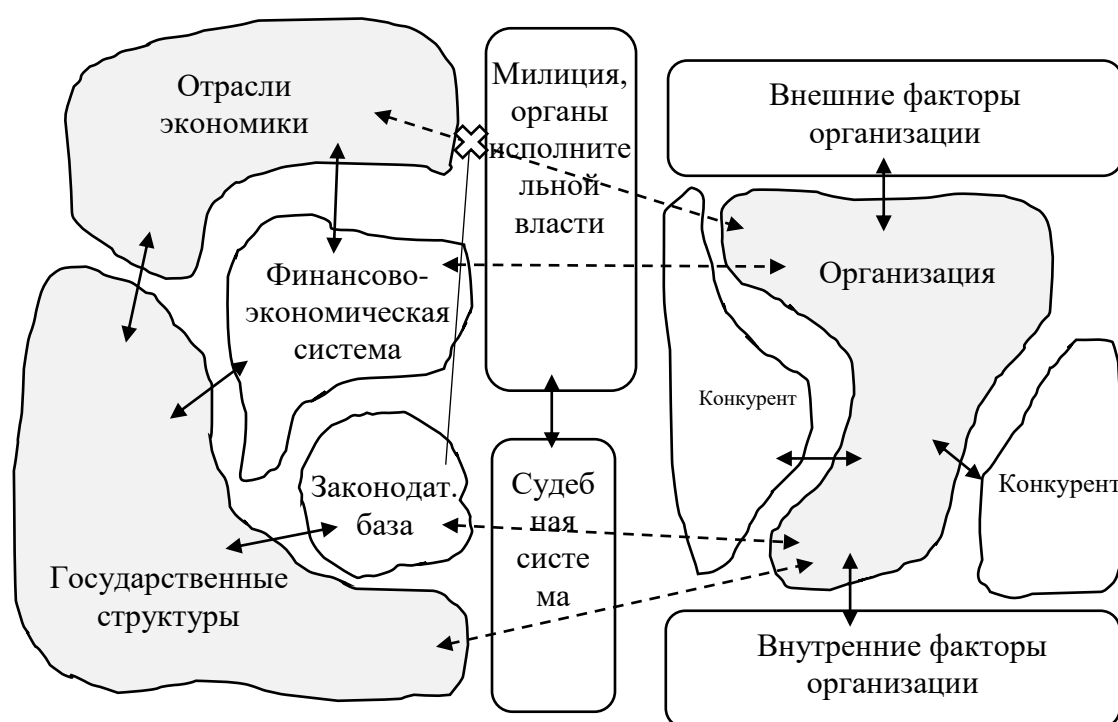 Отрасли
экономики
Милиция,
органы
исполните
льной
власти
Внешние факторы
организации
Финансово-
экономическая
система
Организация
Конкурент
Законодат.
база
Судеб
ная
систе
ма
Конкурент
Государственные
структуры
Внутренние факторы
организации